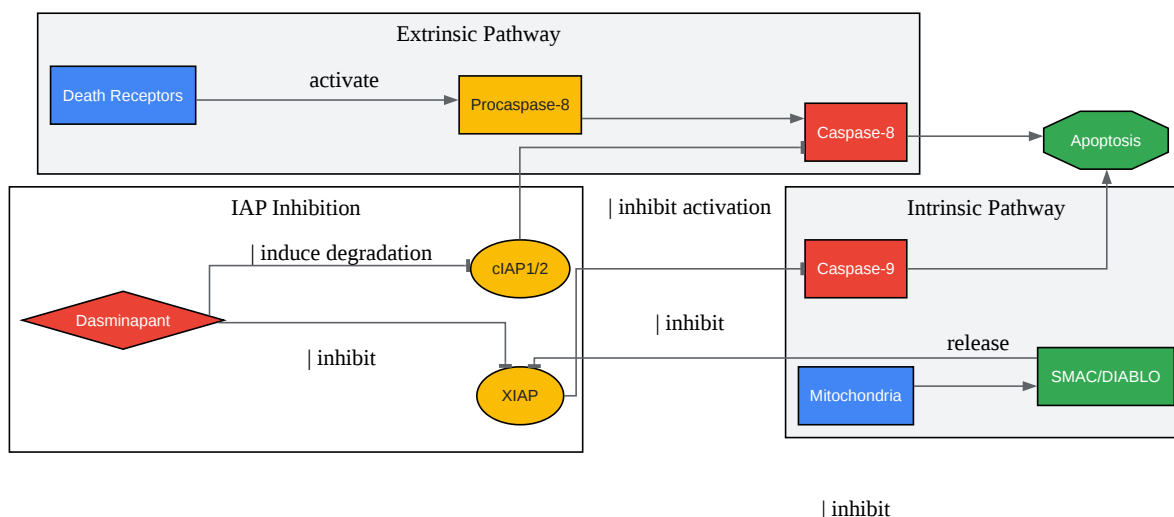 Extrinsic Pathway
Death Receptors
activate
Procaspase-8
Caspase-8
Apoptosis
IAP Inhibition
| inhibit activation
Intrinsic Pathway
| induce degradation
cIAP1/2
Caspase-9
Dasminapant
| inhibit
| inhibit
release
XIAP
Mitochondria
SMAC/DIABLO
| inhibit